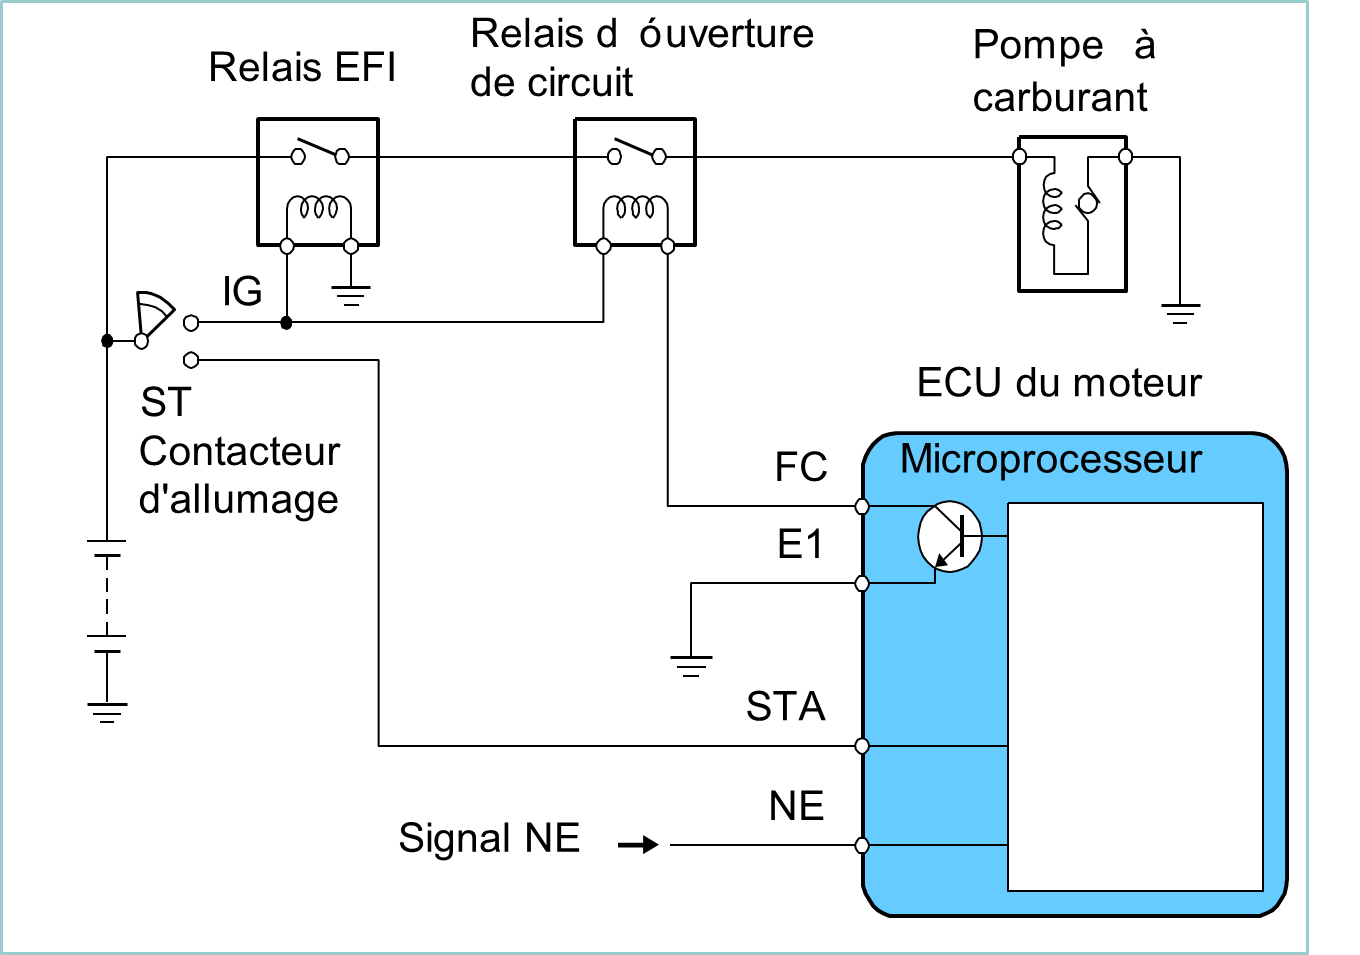 Relais EFI
Relais d óuverture
de circuit
Pompe à
carburant
IG
ST
Contacteur
d'allumage
ECU du moteur
Microprocesseur
FC
E1
STA
NE
Signal NE